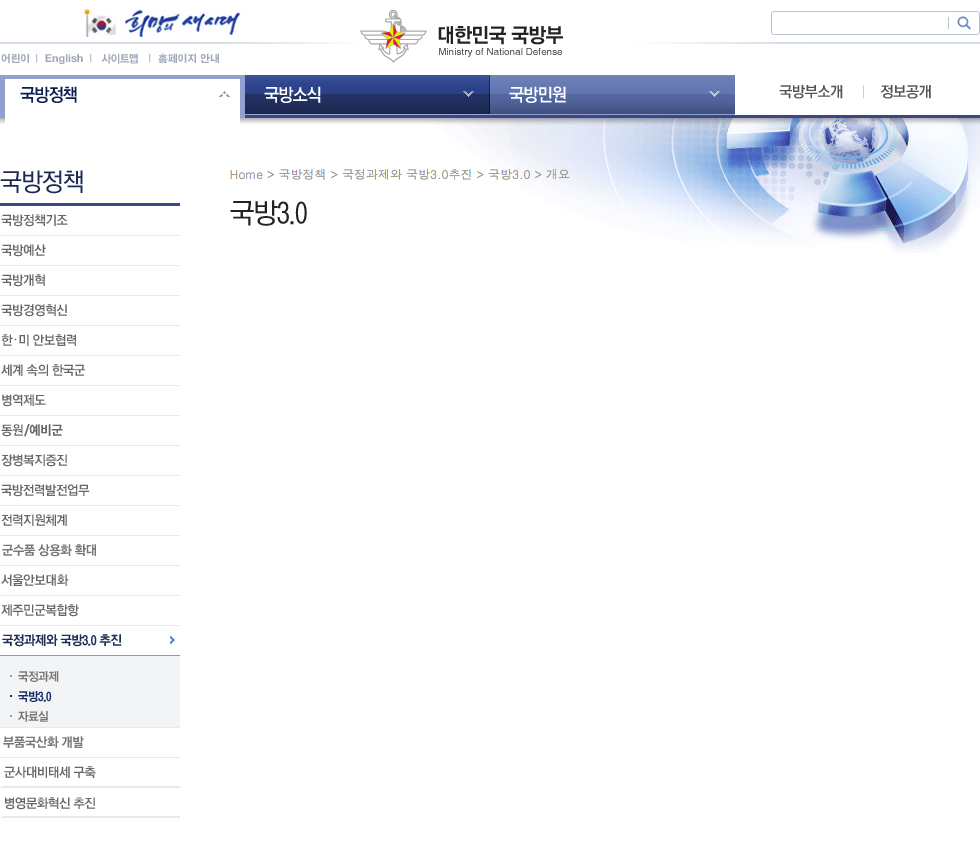 희망의 새시대
대한민국 국방부
Ministry of National Defense
어린이 | English | 사이트맵 | 홈페이지 안내
국방정책 국방소식 국방민원 국방부소개 | 정보공개
Home > 국방정책 > 국정과제와 국방3.0추진 > 국방3.0 > 개요
국방정책
국방3.0
국방정책기조
국방예산
국방개혁
국방경영혁신
한·미 안보협력
세계 속의 한국군
병역제도
동원/예비군
장병복지증진
국방전력발전업무
전력지원체계
군수품 상용화 확대
서울안보대화
제주민군복합항
국정과제와 국방3.0 추진
· 국정과제
· 국방3.0
· 자료실
부품국산화 개발
군사대비태세 구축
병영문화혁신 추진